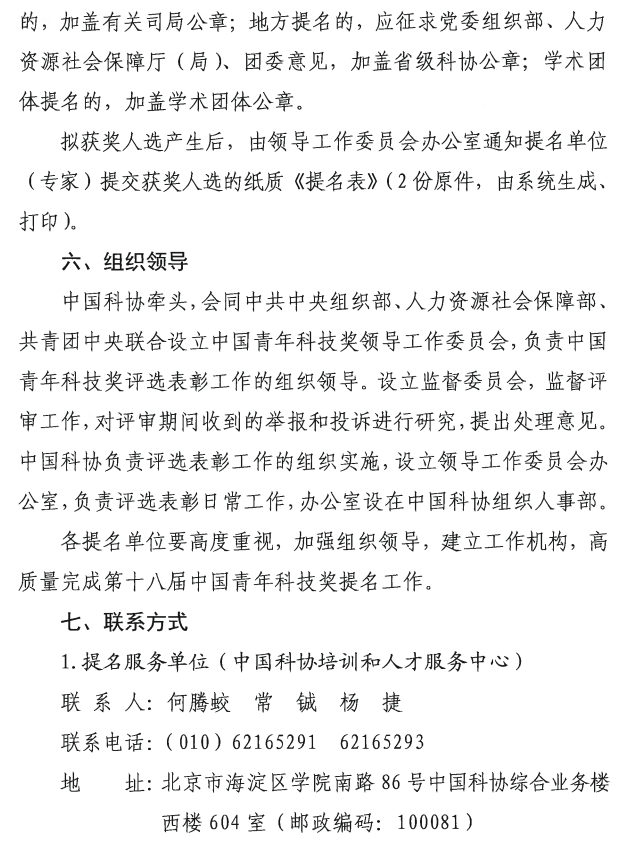 的，加盖有关司局公章；地方提名的，应征求党委组织部、人力
资源社会保障厅（局）、团委意见，加盖省级科协公章；学术团
体提名的，加盖学术团体公章。
拟获奖人选产生后，由领导工作委员会办公室通知提名单位
（专家）提交获奖人选的纸质《提名表》（2 份原件，由系统生成、
打印）。
六、组织领导
中国科协牵头，会同中共中央组织部、人力资源社会保障部、
共青团中央联合设立中国青年科技奖领导工作委员会，负责中国
青年科技奖评选表彰工作的组织领导。设立监督委员会，监督评
审工作，对评审期间收到的举报和投诉进行研究，提出处理意见。
中国科协负责评选表彰工作的组织实施，设立领导工作委员会办
公室，负责评选表彰日常工作，办公室设在中国科协组织人事部。
各提名单位要高度重视，加强组织领导，建立工作机构，高
质量完成第十八届中国青年科技奖提名工作。
七、联系方式
1. 提名服务单位（中国科协培训和人才服务中心）
联 系 人：何腾蛟 常 铖 杨 捷
联系电话：（010）62165291 62165293
地 址：北京市海淀区学院南路 86 号中国科协综合业务楼
西楼 604 室（邮政编码：100081）